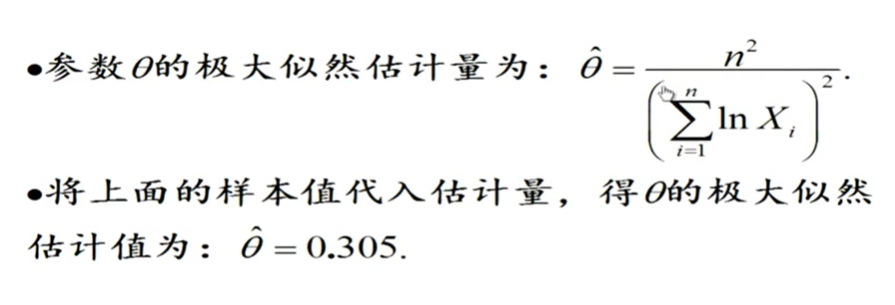 •参数θ的极大似然估计量为：θ̂ = n² / (∑ᵢ₌₁ⁿ ln Xᵢ)².
•将上面的样本值代入估计量，得θ的极大似然
估计值为：θ̂ = 0.305.